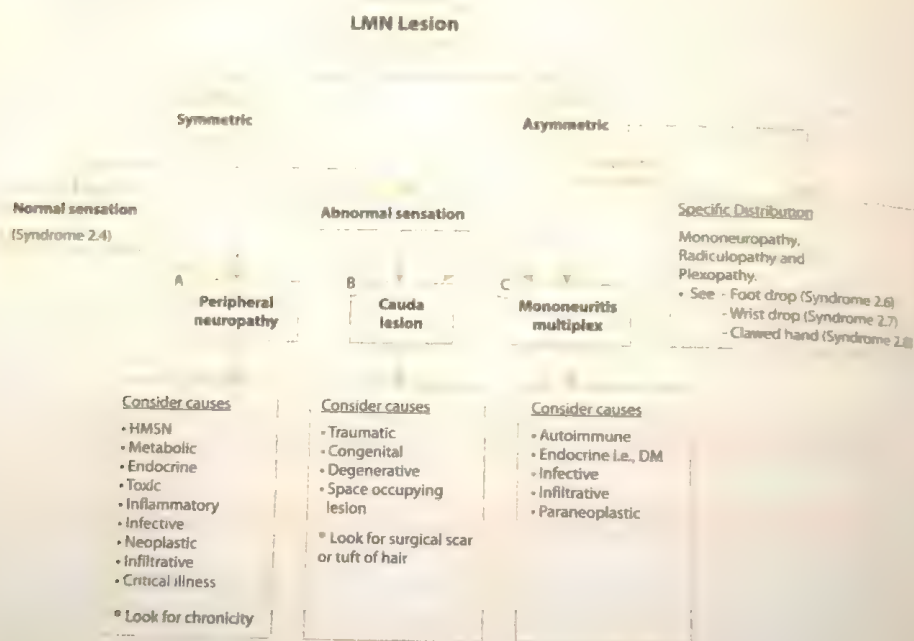 LMN Lesion
Symmetric
Asymmetric
Normal sensation
(Syndrome 2.4)
Abnormal sensation
Specific Distribution
Mononeuropathy,
Radiculopathy and
Plexopathy.
• See - Foot drop (Syndrome 2.6)
- Wrist drop (Syndrome 2.7)
- Clawed hand (Syndrome 2.8)
A
Peripheral
neuropathy
B
Cauda
lesion
C
Mononeuritis
multiplex
Consider causes
• HMSN
• Metabolic
• Endocrine
• Toxic
• Inflammatory
• Infective
• Neoplastic
• Infiltrative
• Critical illness
* Look for chronicity
Consider causes
• Traumatic
• Congenital
• Degenerative
• Space occupying
lesion
* Look for surgical scar
or tuft of hair
Consider causes
• Autoimmune
• Endocrine i.e., DM
• Infective
• Infiltrative
• Paraneoplastic